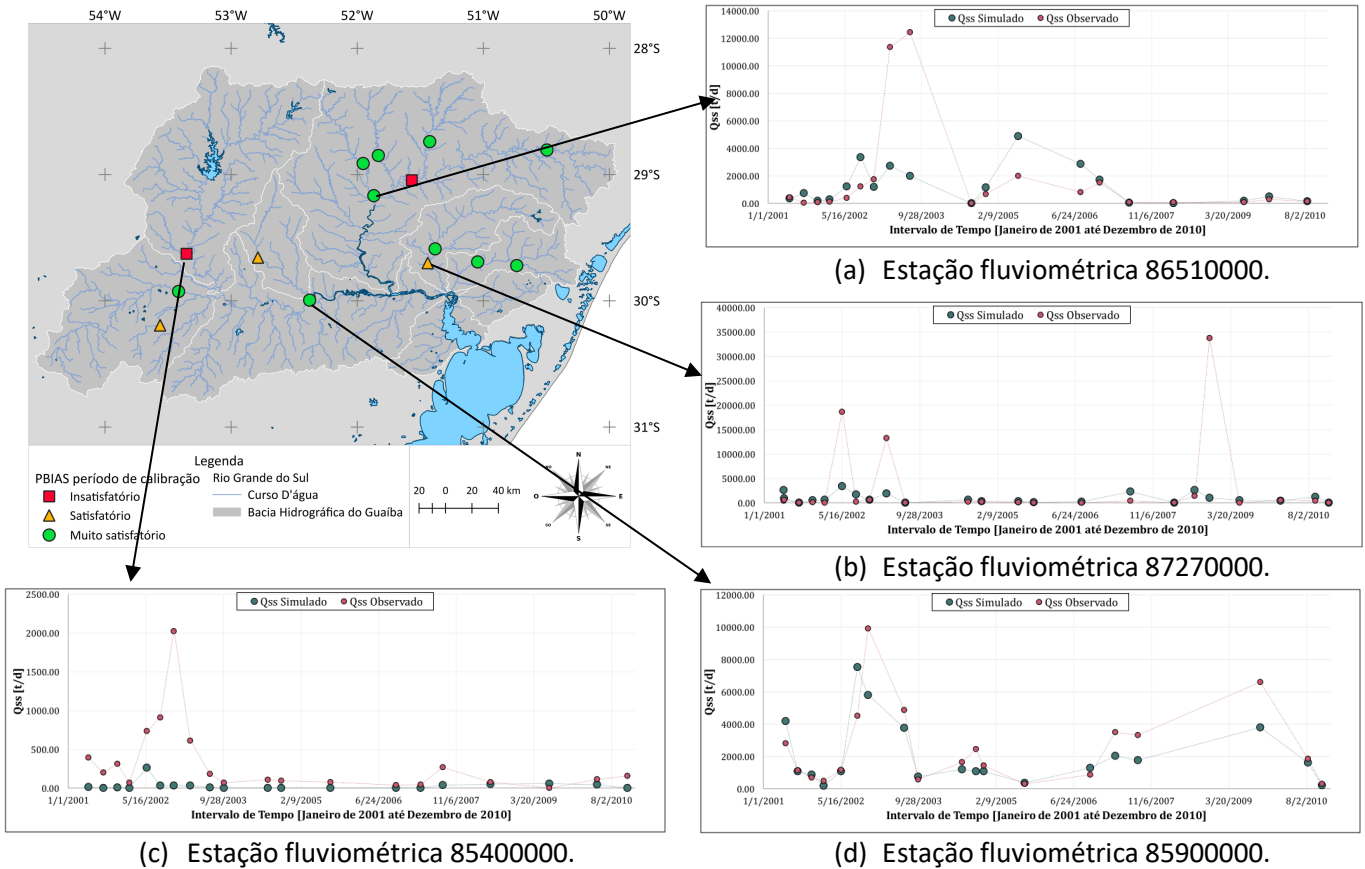 54°W 53°W 52°W 51°W 50°W
28°S
29°S
30°S
31°S
Legenda
PBIAS período de calibração
Insatisfatório
Satisfatório
Muito satisfatório
Rio Grande do Sul
Curso D'água
Bacia Hidrográfica do Guaíba
20 0 20 40 km
N
NE
E
SE
S
SO
O
NO
Qss Simulado Qss Observado
Qss [t/d]
14000.00
12000.00
10000.00
8000.00
6000.00
4000.00
2000.00
0.00
1/1/2001 5/16/2002 9/28/2003 2/9/2005 6/24/2006 11/6/2007 3/20/2009 8/2/2010
Intervalo de Tempo [Janeiro de 2001 até Dezembro de 2010]
(a) Estação fluviométrica 86510000.
Qss Simulado Qss Observado
Qss [t/d]
40000.00
35000.00
30000.00
25000.00
20000.00
15000.00
10000.00
5000.00
0.00
1/1/2001 5/16/2002 9/28/2003 2/9/2005 6/24/2006 11/6/2007 3/20/2009 8/2/2010
Intervalo de Tempo [Janeiro de 2001 até Dezembro de 2010]
(b) Estação fluviométrica 87270000.
Qss Simulado Qss Observado
Qss [t/d]
2500.00
2000.00
1500.00
1000.00
500.00
0.00
1/1/2001 5/16/2002 9/28/2003 2/9/2005 6/24/2006 11/6/2007 3/20/2009 8/2/2010
Intervalo de Tempo [Janeiro de 2001 até Dezembro de 2010]
(c) Estação fluviométrica 85400000.
Qss Simulado Qss Observado
Qss [t/d]
12000.00
10000.00
8000.00
6000.00
4000.00
2000.00
0.00
1/1/2001 5/16/2002 9/28/2003 2/9/2005 6/24/2006 11/6/2007 3/20/2009 8/2/2010
Intervalo de Tempo [Janeiro de 2001 até Dezembro de 2010]
(d) Estação fluviométrica 85900000.